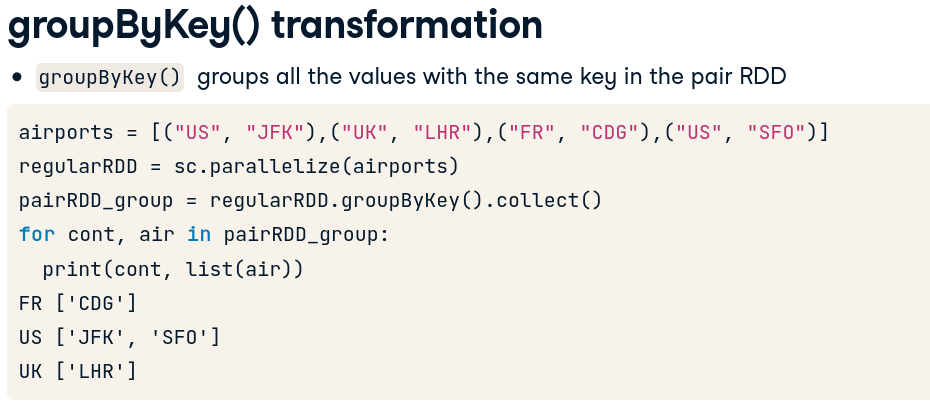 groupByKey() transformation
• groupByKey() groups all the values with the same key in the pair RDD
airports = [("US", "JFK"),("UK", "LHR"),("FR", "CDG"),("US", "SFO")]
regularRDD = sc.parallelize(airports)
pairRDD_group = regularRDD.groupByKey().collect()
for cont, air in pairRDD_group:
  print(cont, list(air))
FR ['CDG']
US ['JFK', 'SFO']
UK ['LHR']